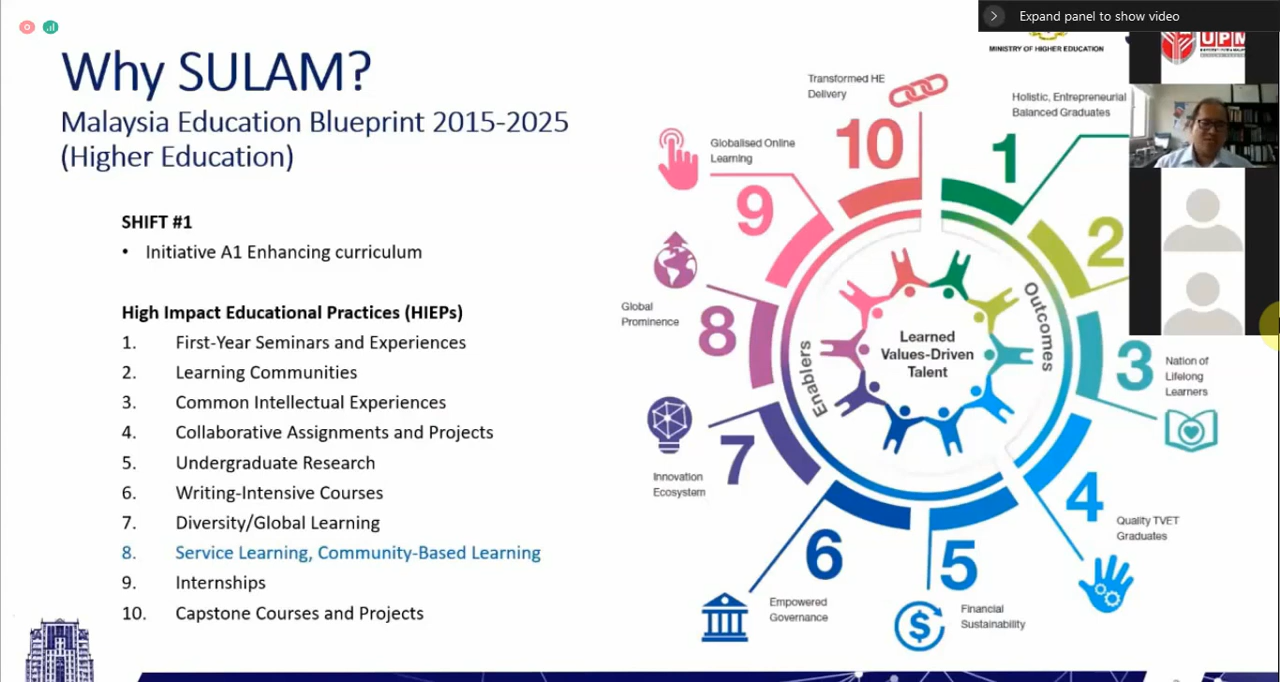 Expand panel to show video
Why SULAM?
Malaysia Education Blueprint 2015-2025
(Higher Education)
SHIFT #1
• Initiative A1 Enhancing curriculum
High Impact Educational Practices (HIEPs)
1. First-Year Seminars and Experiences
2. Learning Communities
3. Common Intellectual Experiences
4. Collaborative Assignments and Projects
5. Undergraduate Research
6. Writing-Intensive Courses
7. Diversity/Global Learning
8. Service Learning, Community-Based Learning
9. Internships
10. Capstone Courses and Projects
MINISTRY OF HIGHER EDUCATION
UPM
1
Holistic, Entrepreneurial
Balanced Graduates
2
3
Nation of
Lifelong
Learners
4
Quality TVET
Graduates
5
Financial
Sustainability
6
Empowered
Governance
7
Innovation
Ecosystem
8
Global
Prominence
9
Globalised Online
Learning
10
Transformed HE
Delivery
Enablers
Outcomes
Learned
Values-Driven
Talent